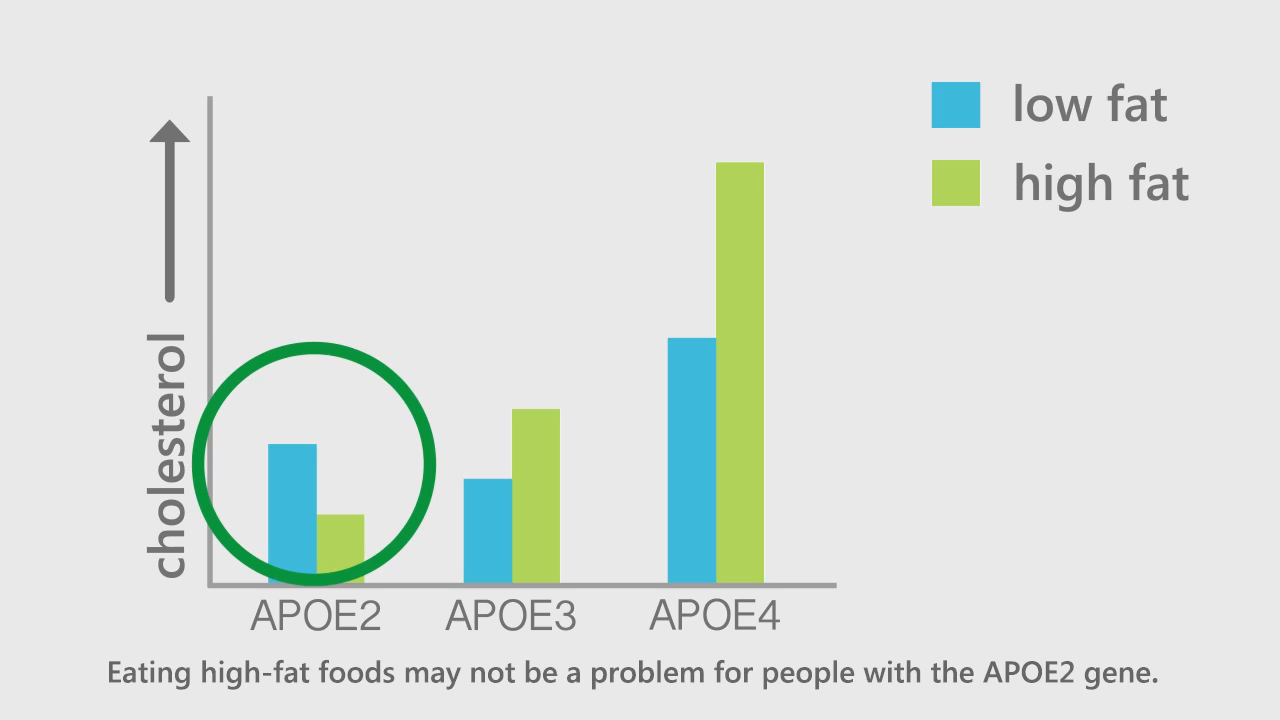 low fat
high fat
cholesterol
APOE2 APOE3 APOE4
Eating high-fat foods may not be a problem for people with the APOE2 gene.